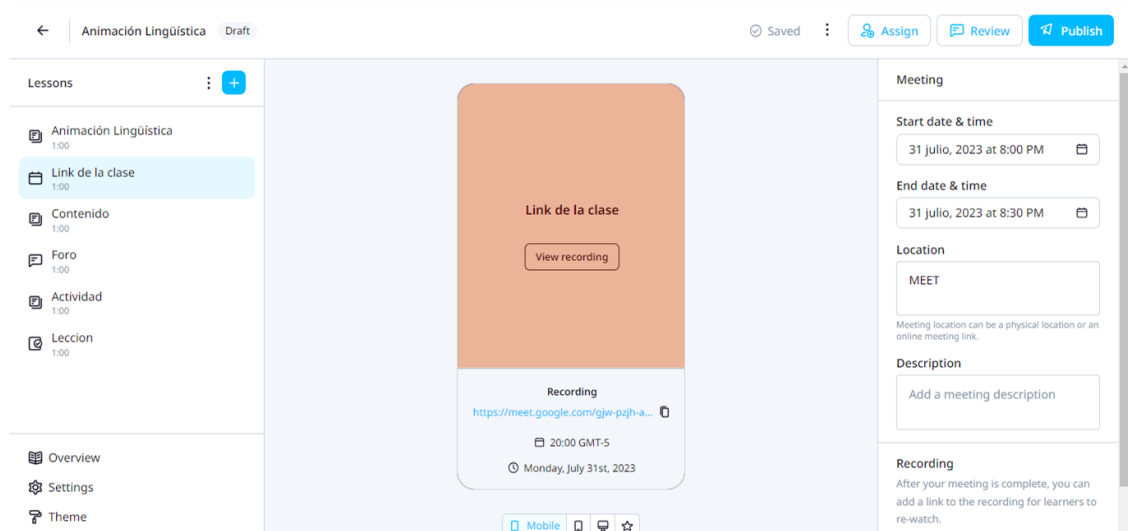 Animación Lingüística Draft
Saved Assign Review Publish
Lessons
Animación Lingüística
1:00
Link de la clase
1:00
Contenido
1:00
Foro
1:00
Actividad
1:00
Leccion
1:00
Overview
Settings
Theme
Link de la clase
View recording
Recording
https://meet.google.com/gjw-pzjh-a...
20:00 GMT-5
Monday, July 31st, 2023
Mobile
Meeting
Start date & time
31 julio, 2023 at 8:00 PM
End date & time
31 julio, 2023 at 8:30 PM
Location
MEET
Meeting location can be a physical location or an
online meeting link.
Description
Add a meeting description
Recording
After your meeting is complete, you can
add a link to the recording for learners to
re-watch.